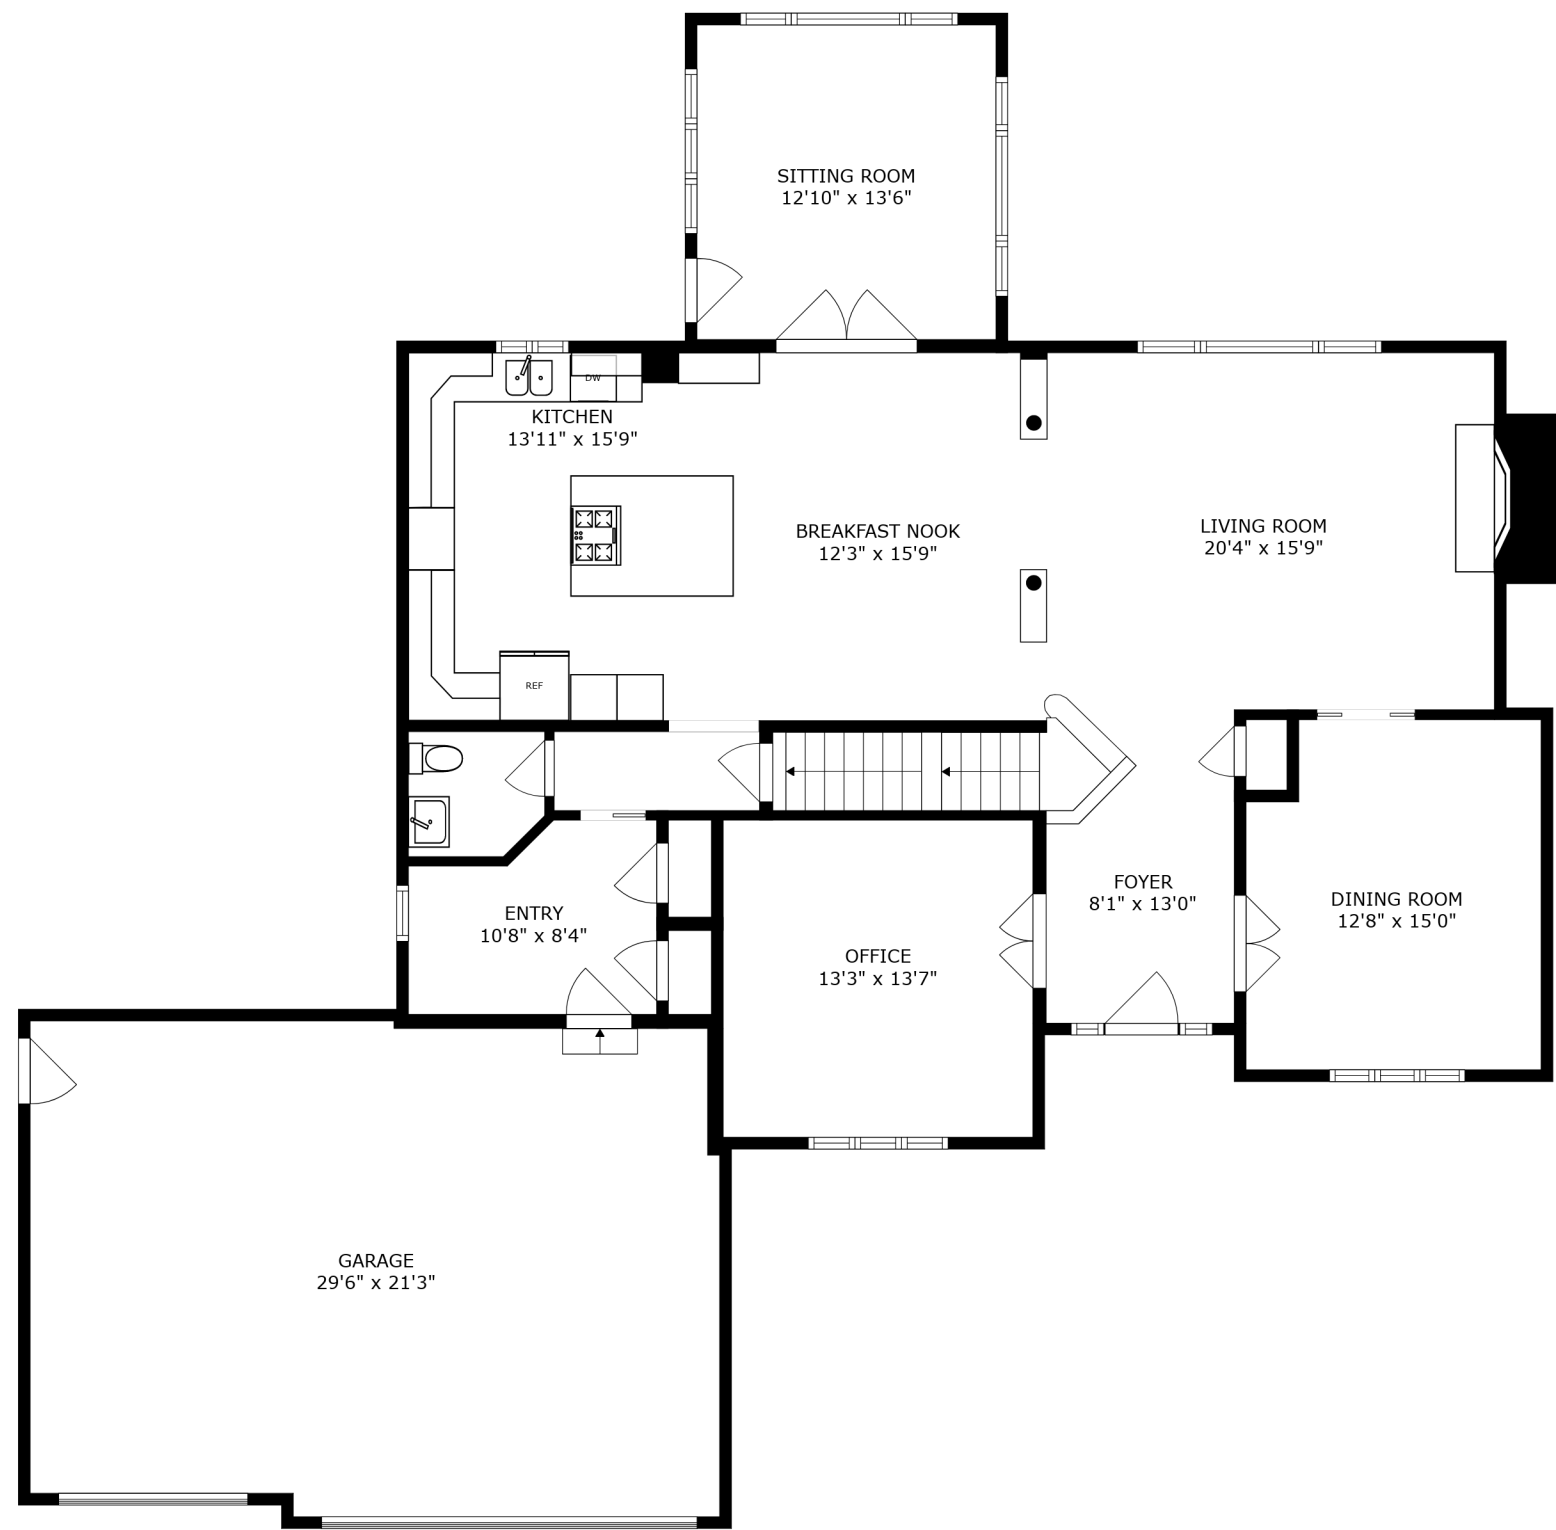 SITTING ROOM
12'10" x 13'6"
DW
KITCHEN
13'11" x 15'9"
BREAKFAST NOOK
12'3" x 15'9"
LIVING ROOM
20'4" x 15'9"
REF
ENTRY
10'8" x 8'4"
OFFICE
13'3" x 13'7"
FOYER
8'1" x 13'0"
DINING ROOM
12'8" x 15'0"
GARAGE
29'6" x 21'3"